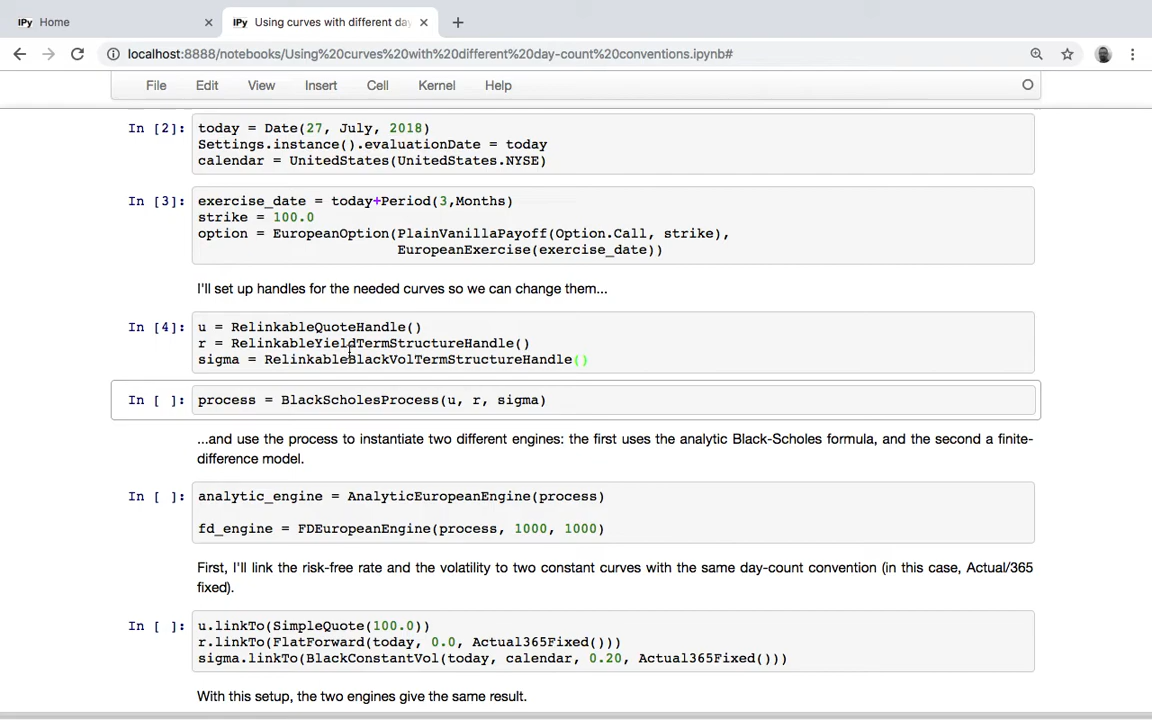 IPy Home
IPy Using curves with different day
localhost:8888/notebooks/Using%20curves%20with%20different%20day-count%20conventions.ipynb#
File Edit View Insert Cell Kernel Help
In [2]: today = Date(27, July, 2018)
Settings.instance().evaluationDate = today
calendar = UnitedStates(UnitedStates.NYSE)
In [3]: exercise_date = today+Period(3,Months)
strike = 100.0
option = EuropeanOption(PlainVanillaPayoff(Option.Call, strike),
EuropeanExercise(exercise_date))
I'll set up handles for the needed curves so we can change them...
In [4]: u = RelinkableQuoteHandle()
r = RelinkableYieldTermStructureHandle()
sigma = RelinkableBlackVolTermStructureHandle()
In [ ]: process = BlackScholesProcess(u, r, sigma)
...and use the process to instantiate two different engines: the first uses the analytic Black-Scholes formula, and the second a finite-
difference model.
In [ ]: analytic_engine = AnalyticEuropeanEngine(process)
fd_engine = FDEuropeanEngine(process, 1000, 1000)
First, I'll link the risk-free rate and the volatility to two constant curves with the same day-count convention (in this case, Actual/365
fixed).
In [ ]: u.linkTo(SimpleQuote(100.0))
r.linkTo(FlatForward(today, 0.0, Actual365Fixed()))
sigma.linkTo(BlackConstantVol(today, calendar, 0.20, Actual365Fixed()))
With this setup, the two engines give the same result.